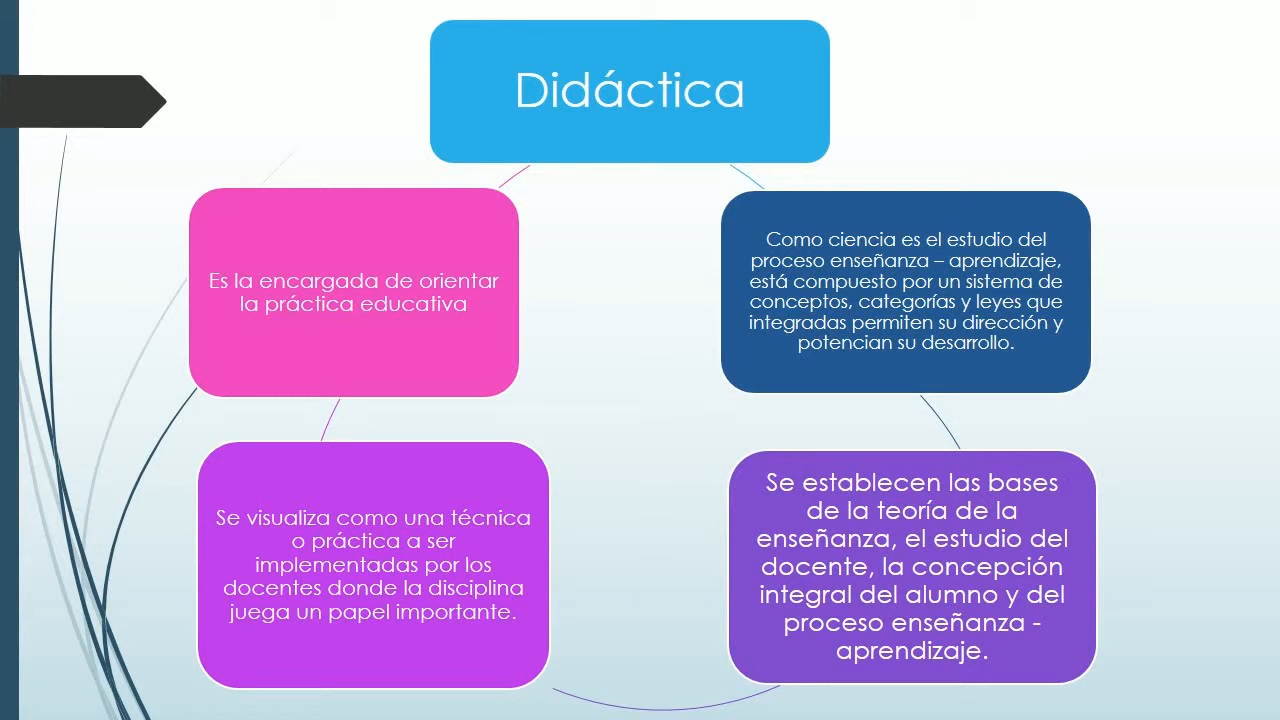 Didáctica
Es la encargada de orientar
la práctica educativa
Como ciencia es el estudio del
proceso enseñanza – aprendizaje,
está compuesto por un sistema de
conceptos, categorías y leyes que
integradas permiten su dirección y
potencian su desarrollo.
Se visualiza como una técnica
o práctica a ser
implementadas por los
docentes donde la disciplina
juega un papel importante.
Se establecen las bases
de la teoría de la
enseñanza, el estudio del
docente, la concepción
integral del alumno y del
proceso enseñanza -
aprendizaje.